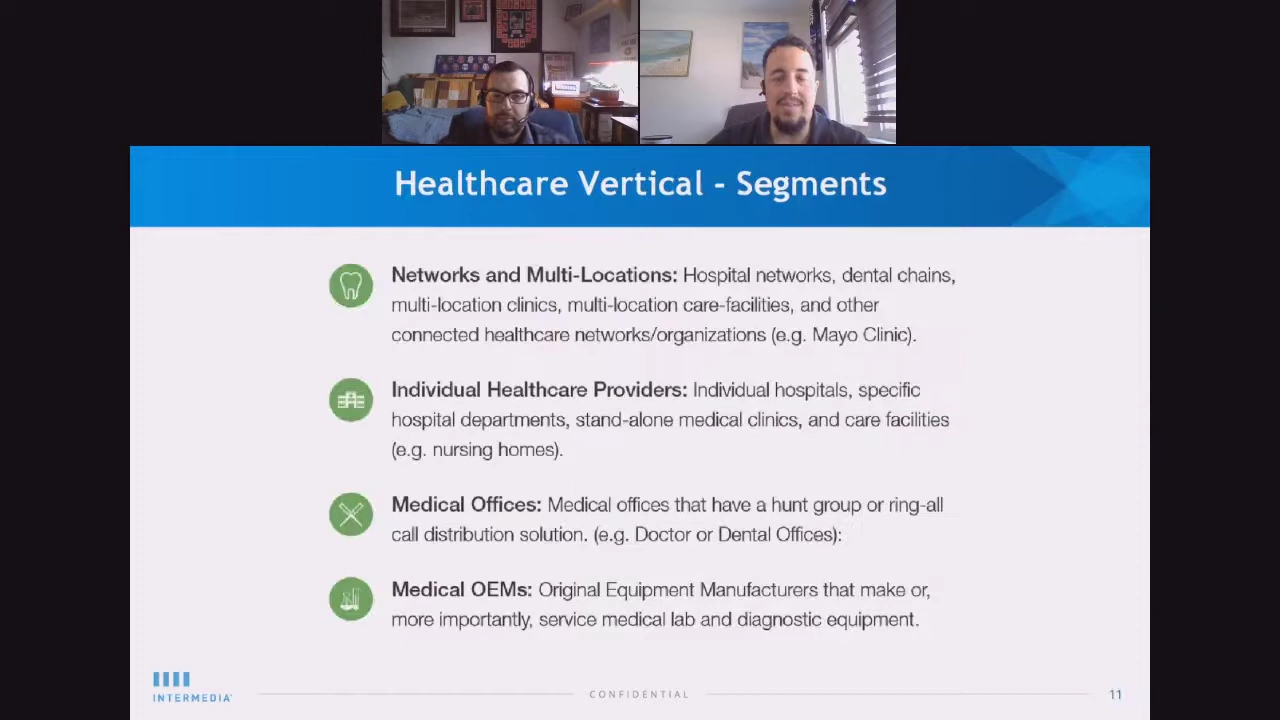 Healthcare Vertical - Segments
Networks and Multi-Locations: Hospital networks, dental chains,
multi-location clinics, multi-location care-facilities, and other
connected healthcare networks/organizations (e.g. Mayo Clinic).
Individual Healthcare Providers: Individual hospitals, specific
hospital departments, stand-alone medical clinics, and care facilities
(e.g. nursing homes).
Medical Offices: Medical offices that have a hunt group or ring-all
call distribution solution. (e.g. Doctor or Dental Offices):
Medical OEMs: Original Equipment Manufacturers that make or,
more importantly, service medical lab and diagnostic equipment.
INTERMEDIA
CONFIDENTIAL
11